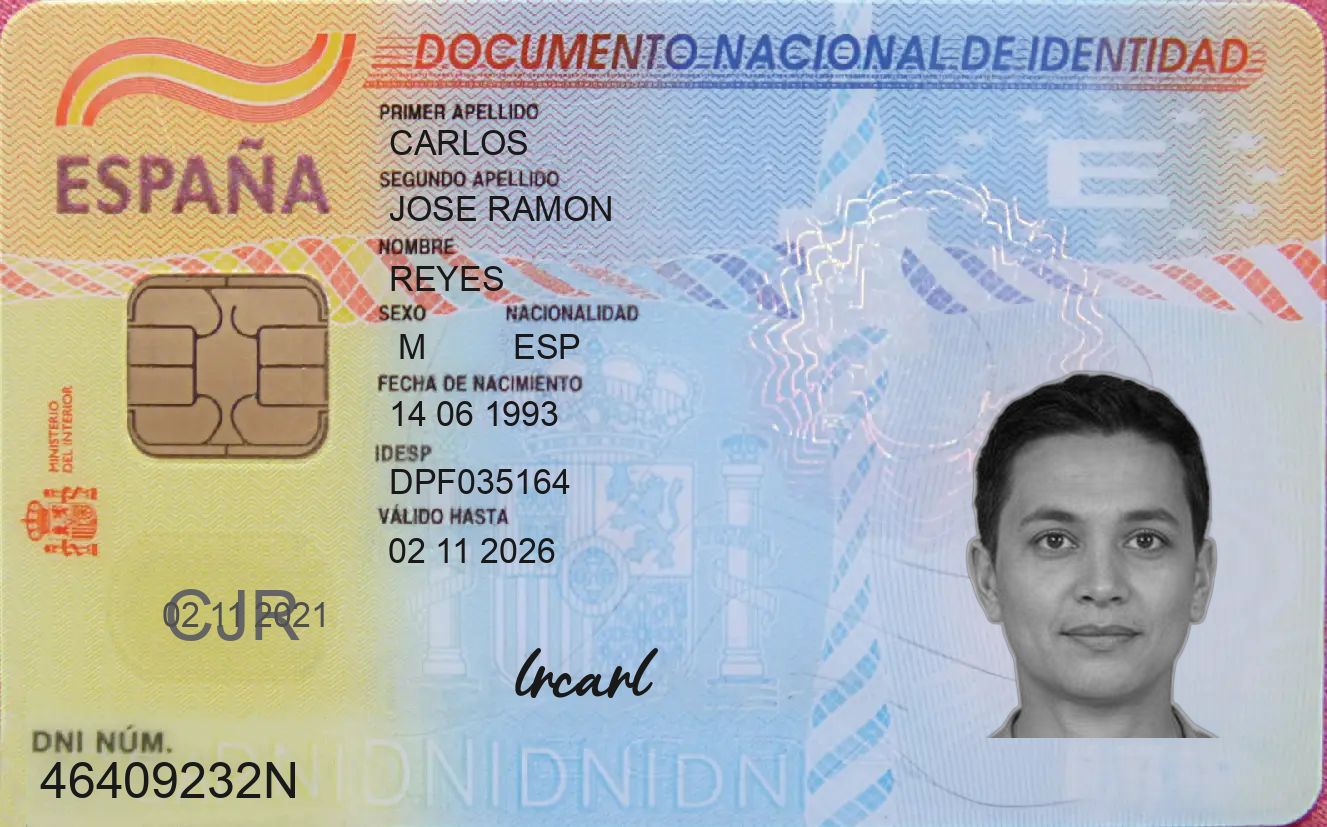 DOCUMENTO NACIONAL DE IDENTIDAD
ESPAÑA
PRIMER APELLIDO
CARLOS
SEGUNDO APELLIDO
JOSE RAMON
NOMBRE
REYES
SEXO NACIONALIDAD
M ESP
FECHA DE NACIMIENTO
14 06 1993
IDESP
DPF035164
VÁLIDO HASTA
02 11 2026
MINISTERIO
DEL INTERIOR
E
CJR
02 11 2021
lrcarl
DNI NÚM.
46409232N
DNIDNIDNIDNI